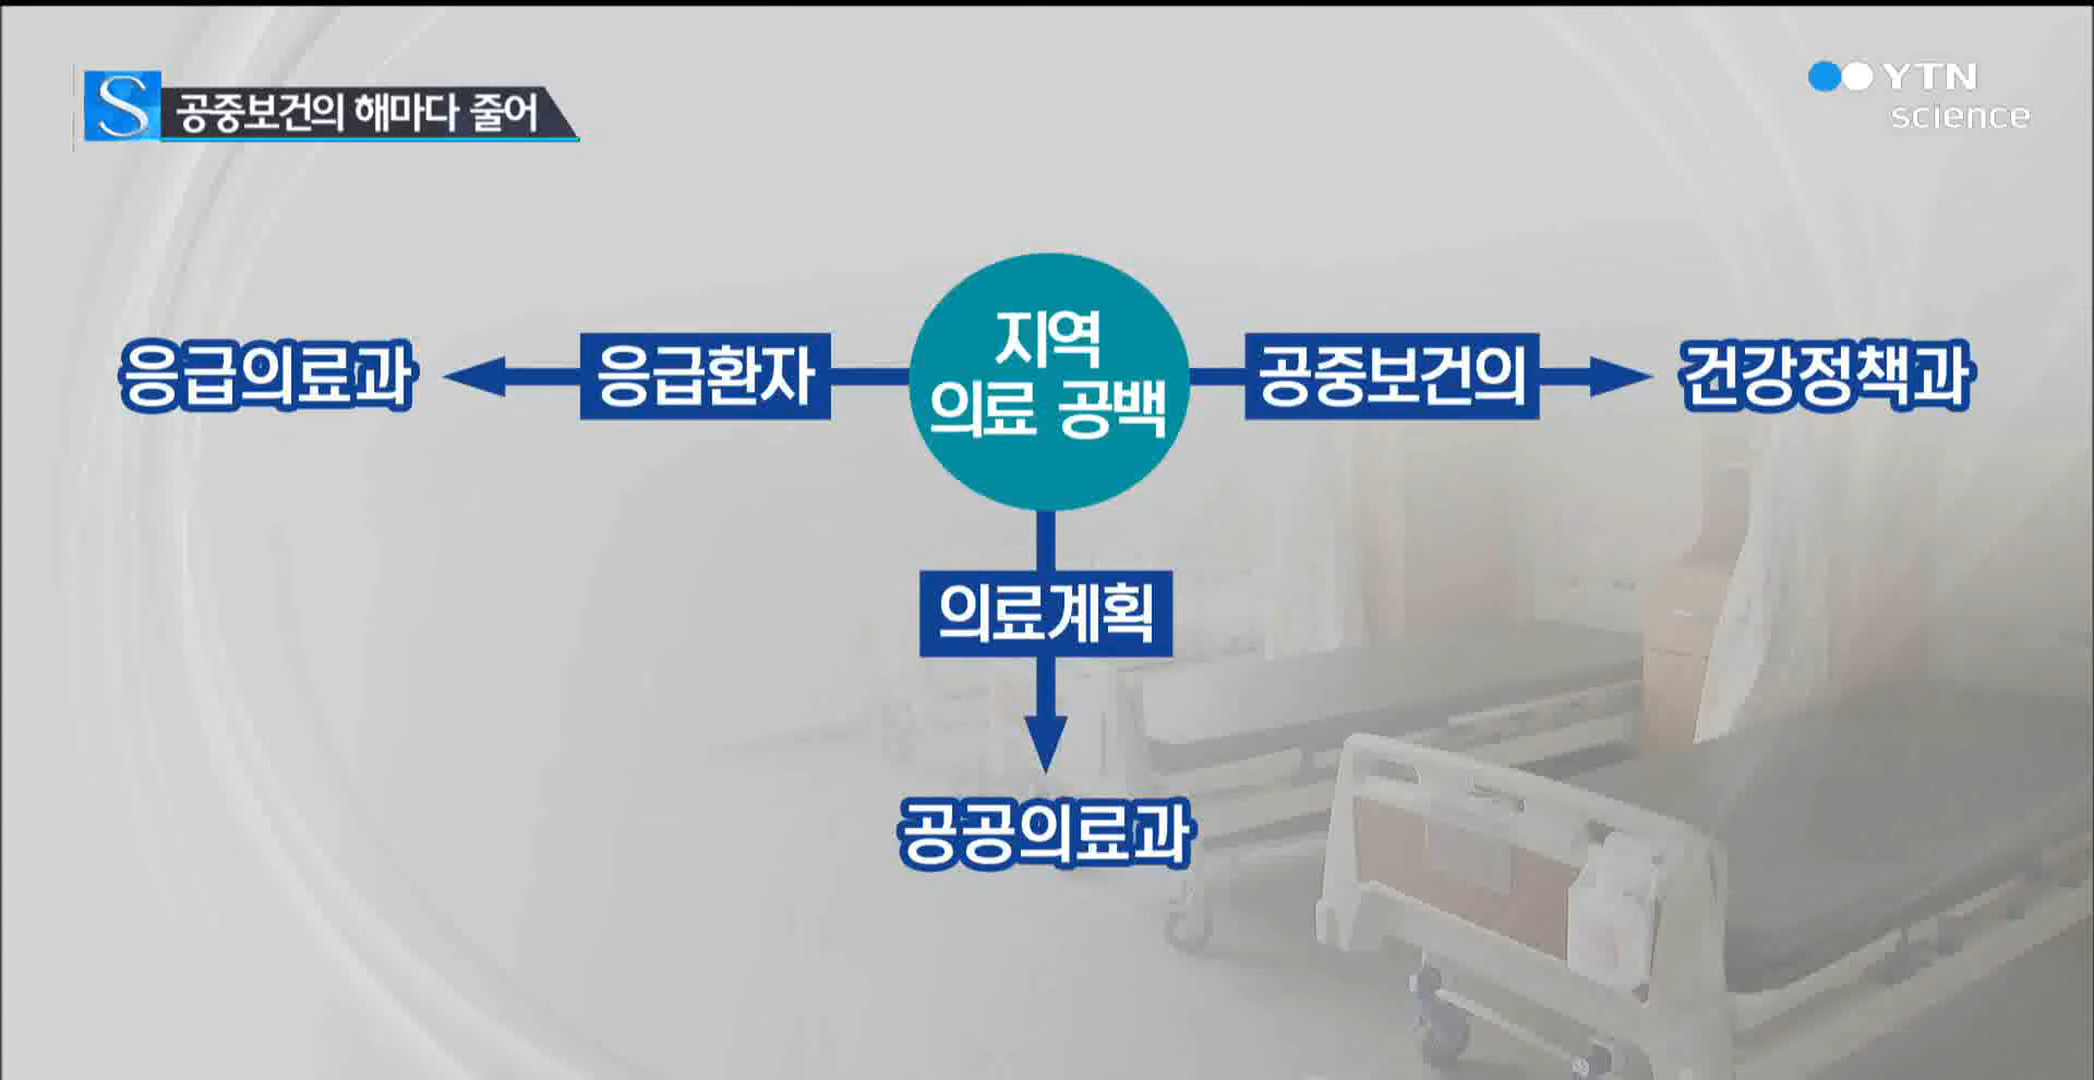 S 공중보건의 해마다 줄어
YTN
science
지역
의료 공백
응급의료과
응급환자
공중보건의
건강정책과
의료계획
공공의료과